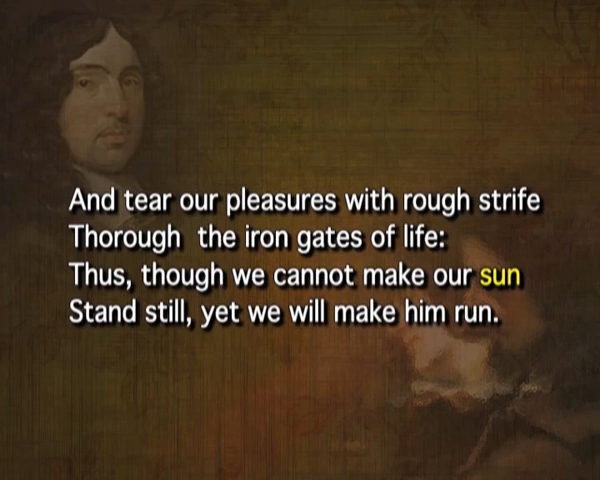 And tear our pleasures with rough strife
Thorough the iron gates of life:
Thus, though we cannot make our sun
Stand still, yet we will make him run.